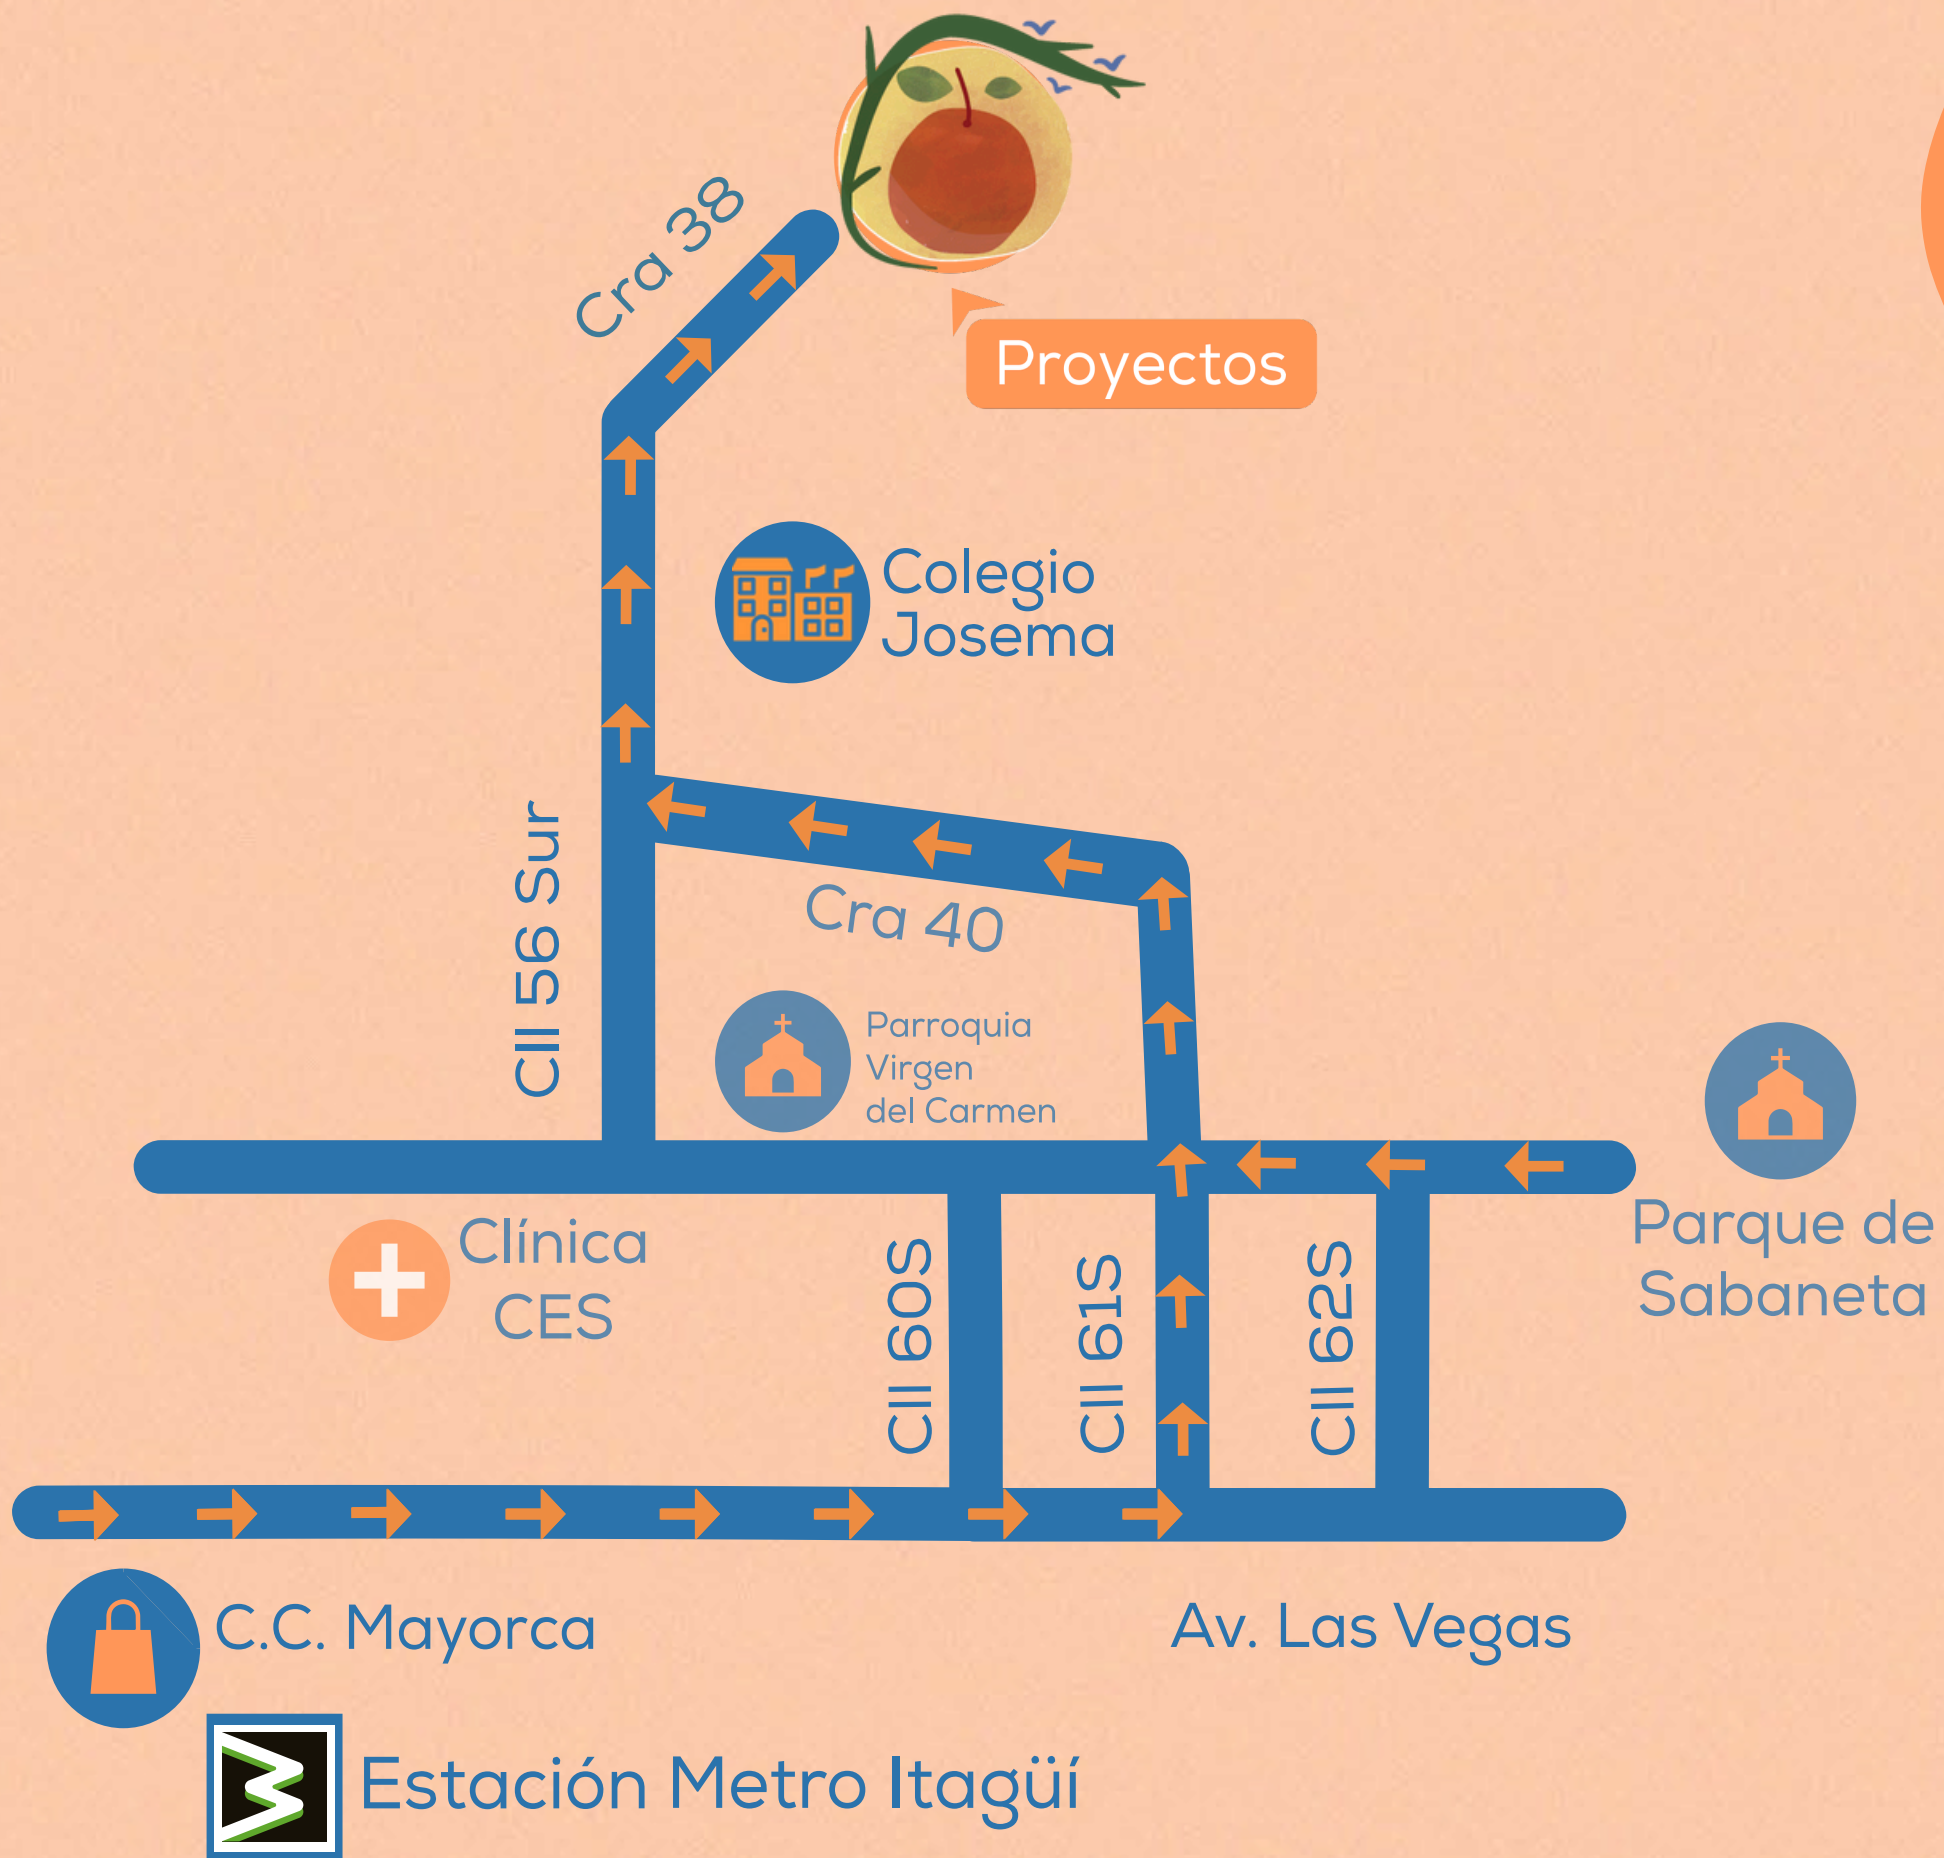 Cra 38
Proyectos
Colegio
Josema
Cll 56 Sur
Cra 40
Parroquia
Virgen
del Carmen
Parque de
Sabaneta
Clínica
CES
Cll 60S
Cll 61S
Cll 62S
C.C. Mayorca
Av. Las Vegas
Estación Metro Itagüí